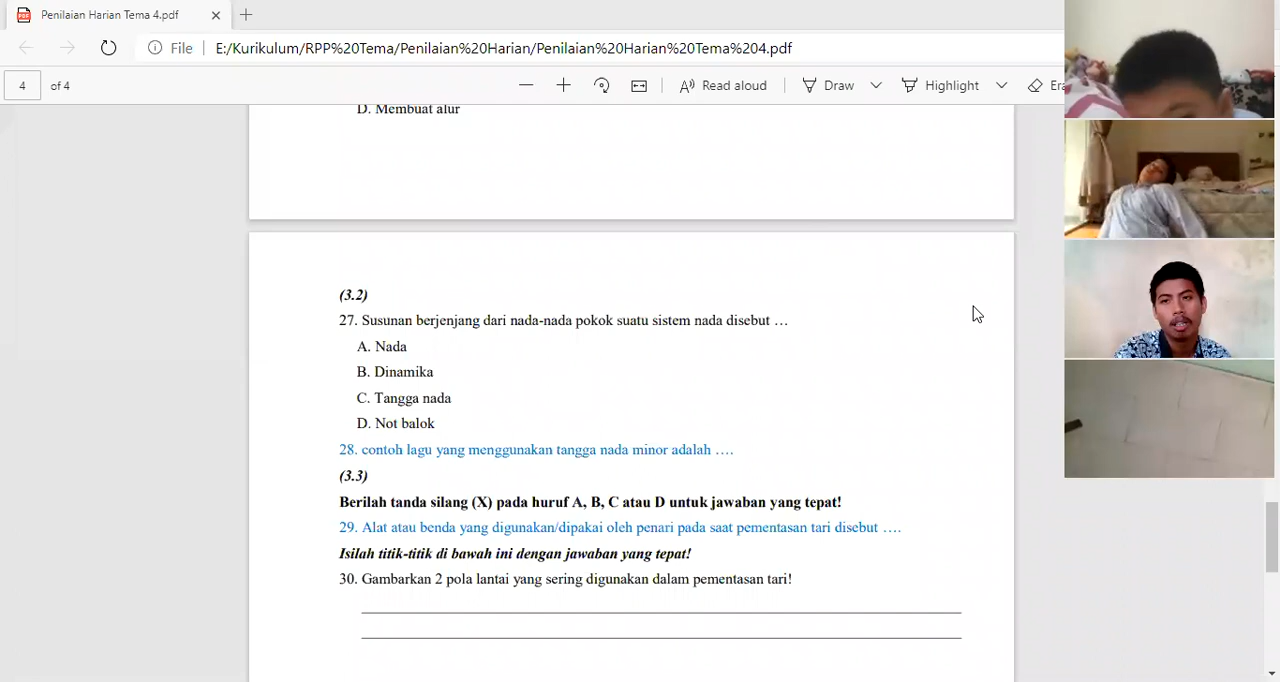 Penilaian Harian Tema 4.pdf
File E:/Kurikulum/RPP%20Tema/Penilaian%20Harian/Penilaian%20Harian%20Tema%204.pdf
4 of 4 Read aloud Draw Highlight Era
D. Membuat alur
(3.2)
27. Susunan berjenjang dari nada-nada pokok suatu sistem nada disebut …
A. Nada
B. Dinamika
C. Tangga nada
D. Not balok
28. contoh lagu yang menggunakan tangga nada minor adalah ….
(3.3)
Berilah tanda silang (X) pada huruf A, B, C atau D untuk jawaban yang tepat!
29. Alat atau benda yang digunakan/dipakai oleh penari pada saat pementasan tari disebut ….
Isilah titik-titik di bawah ini dengan jawaban yang tepat!
30. Gambarkan 2 pola lantai yang sering digunakan dalam pementasan tari!